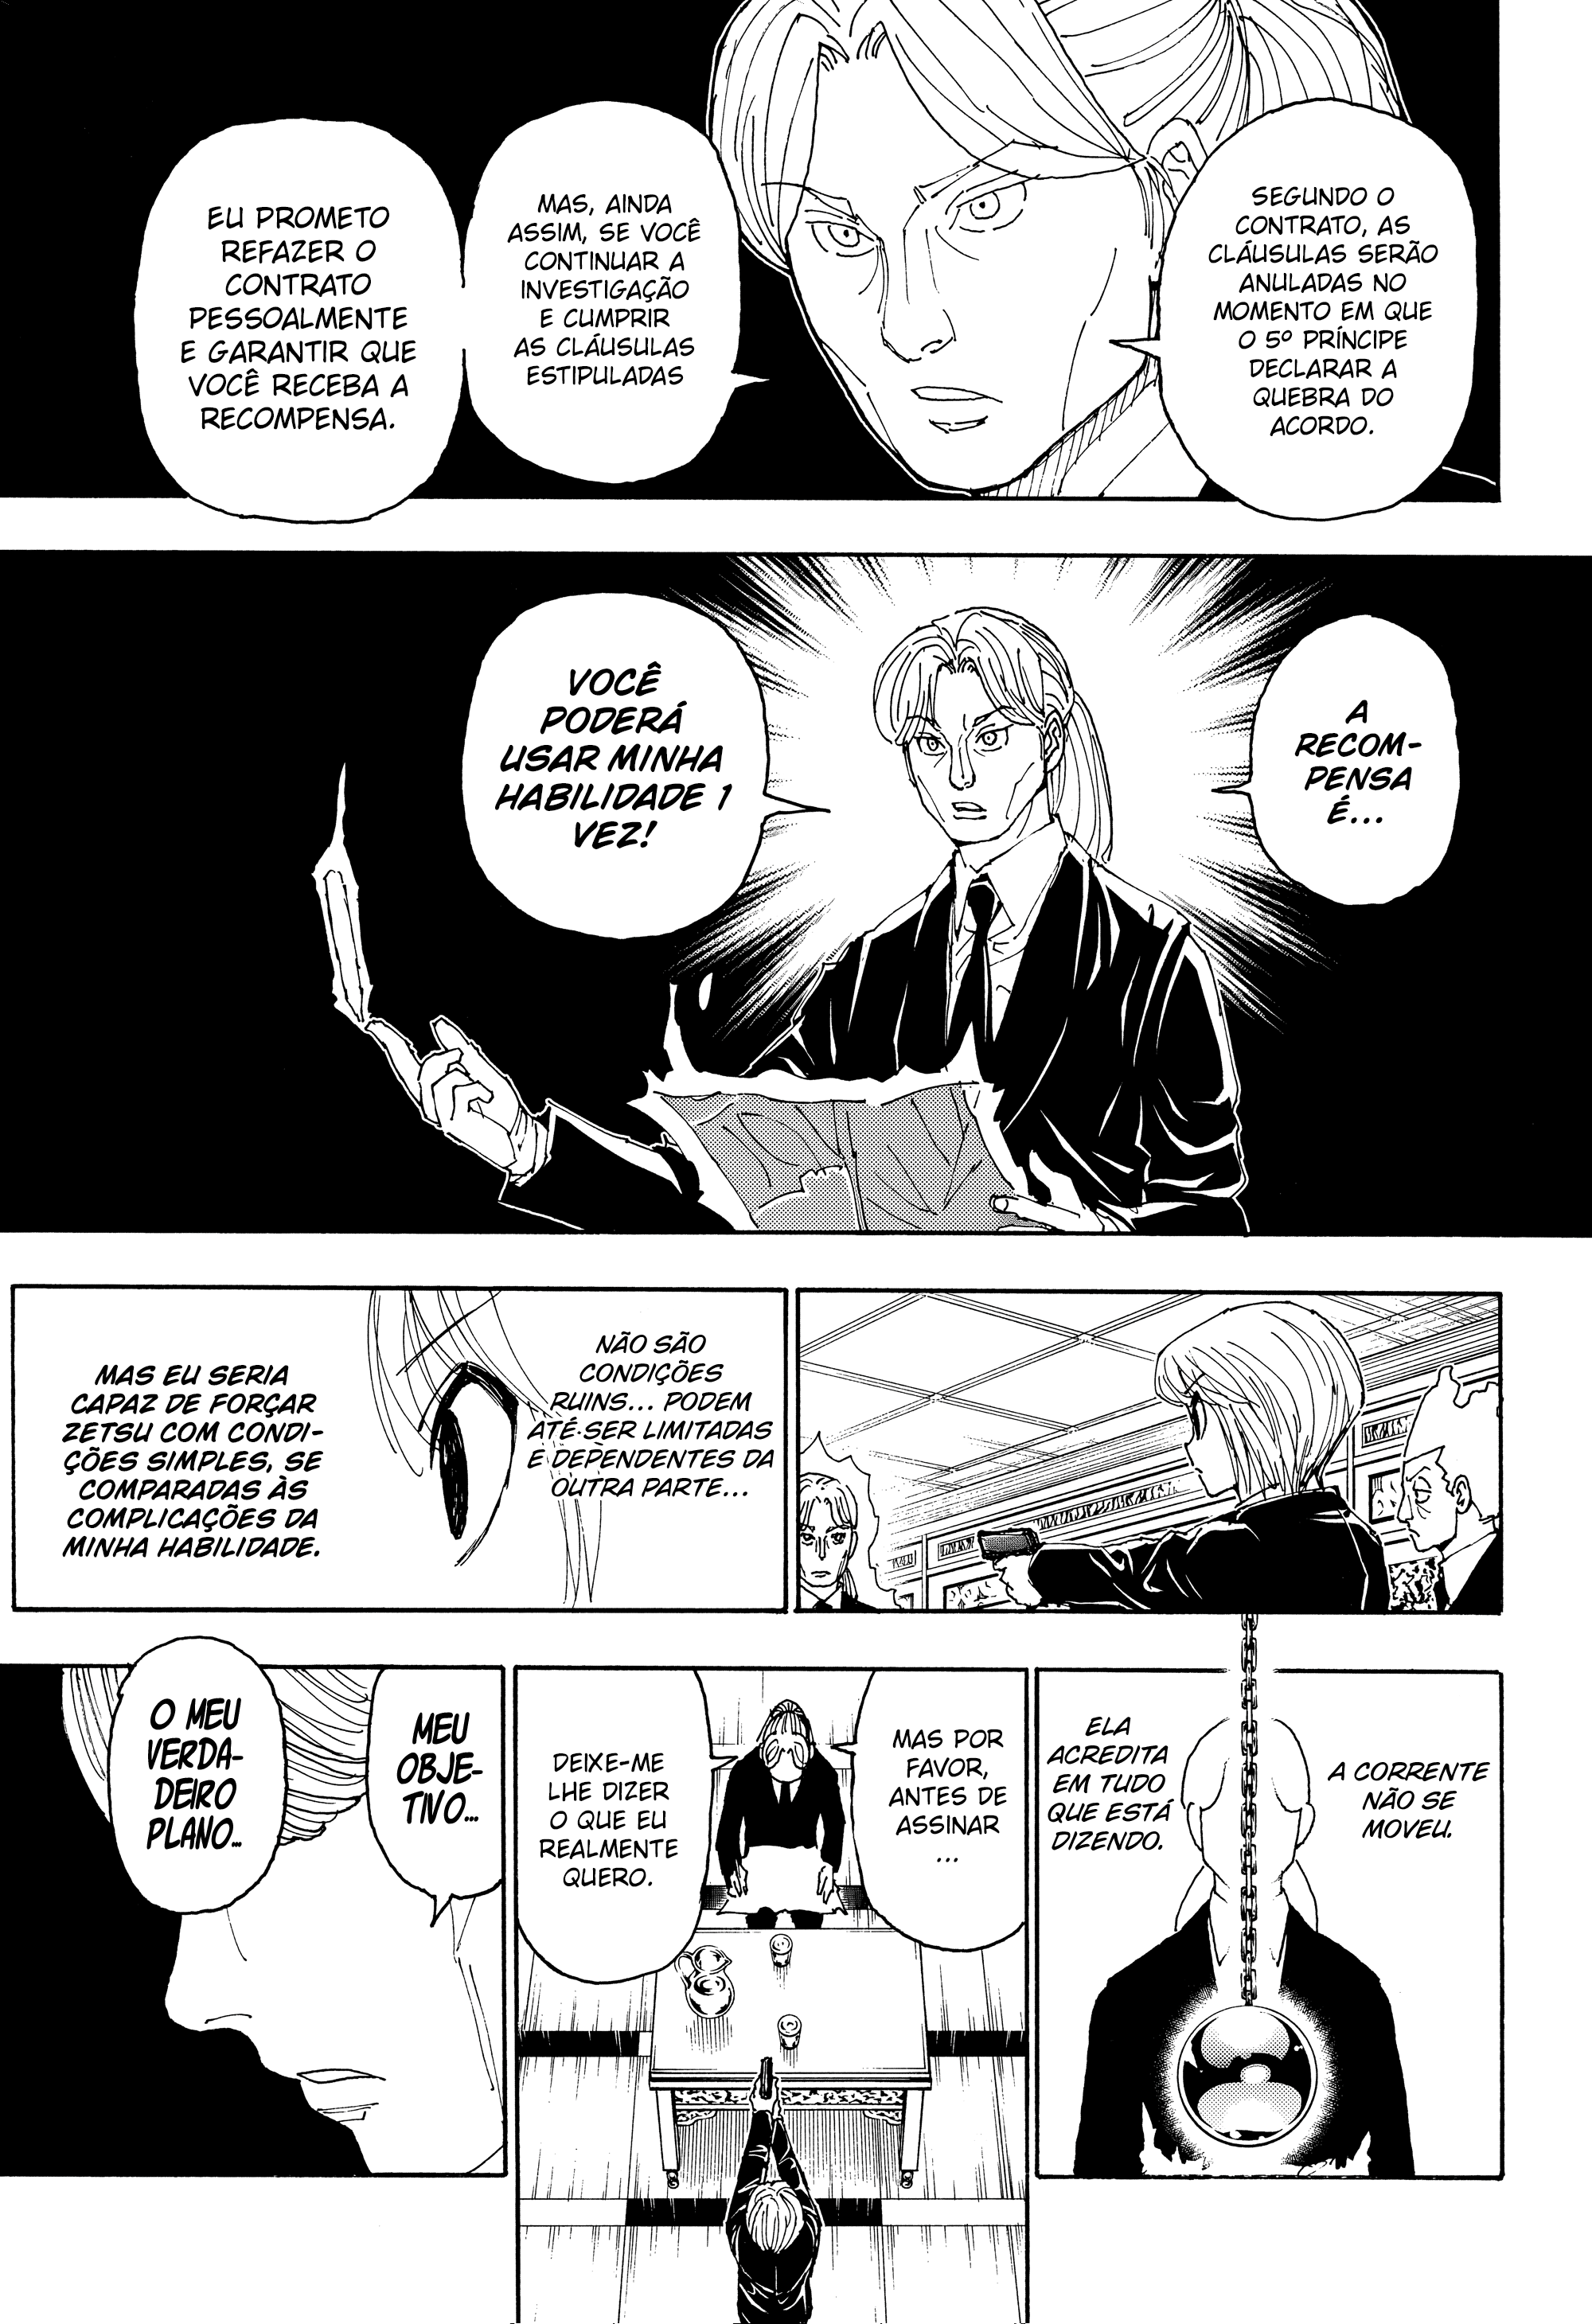 SEGUNDO O
CONTRATO, AS
CLÁUSULAS SERÃO
ANULADAS NO
MOMENTO EM QUE
O 5º PRÍNCIPE
DECLARAR A
QUEBRA DO
ACORDO.
MAS, AINDA
ASSIM, SE VOCÊ
CONTINUAR A
INVESTIGAÇÃO
E CUMPRIR
AS CLÁUSULAS
ESTIPULADAS
EU PROMETO
REFAZER O
CONTRATO
PESSOALMENTE
E GARANTIR QUE
VOCÊ RECEBA A
RECOMPENSA.
A
RECOM-
PENSA
É...
VOCÊ
PODERÁ
USAR MINHA
HABILIDADE 1
VEZ!
NÃO SÃO
CONDIÇÕES
RUINS... PODEM
ATÉ SER LIMITADAS
E DEPENDENTES DA
OUTRA PARTE...
MAS EU SERIA
CAPAZ DE FORÇAR
ZETSU COM CONDI-
ÇÕES SIMPLES, SE
COMPARADAS ÀS
COMPLICAÇÕES DA
MINHA HABILIDADE.
A CORRENTE
NÃO SE
MOVEU.
ELA
ACREDITA
EM TUDO
QUE ESTÁ
DIZENDO.
MAS POR
FAVOR,
ANTES DE
ASSINAR
...
DEIXE-ME
LHE DIZER
O QUE EU
REALMENTE
QUERO.
MEU
OBJE-
TIVO...
O MEU
VERDA-
DEIRO
PLANO...